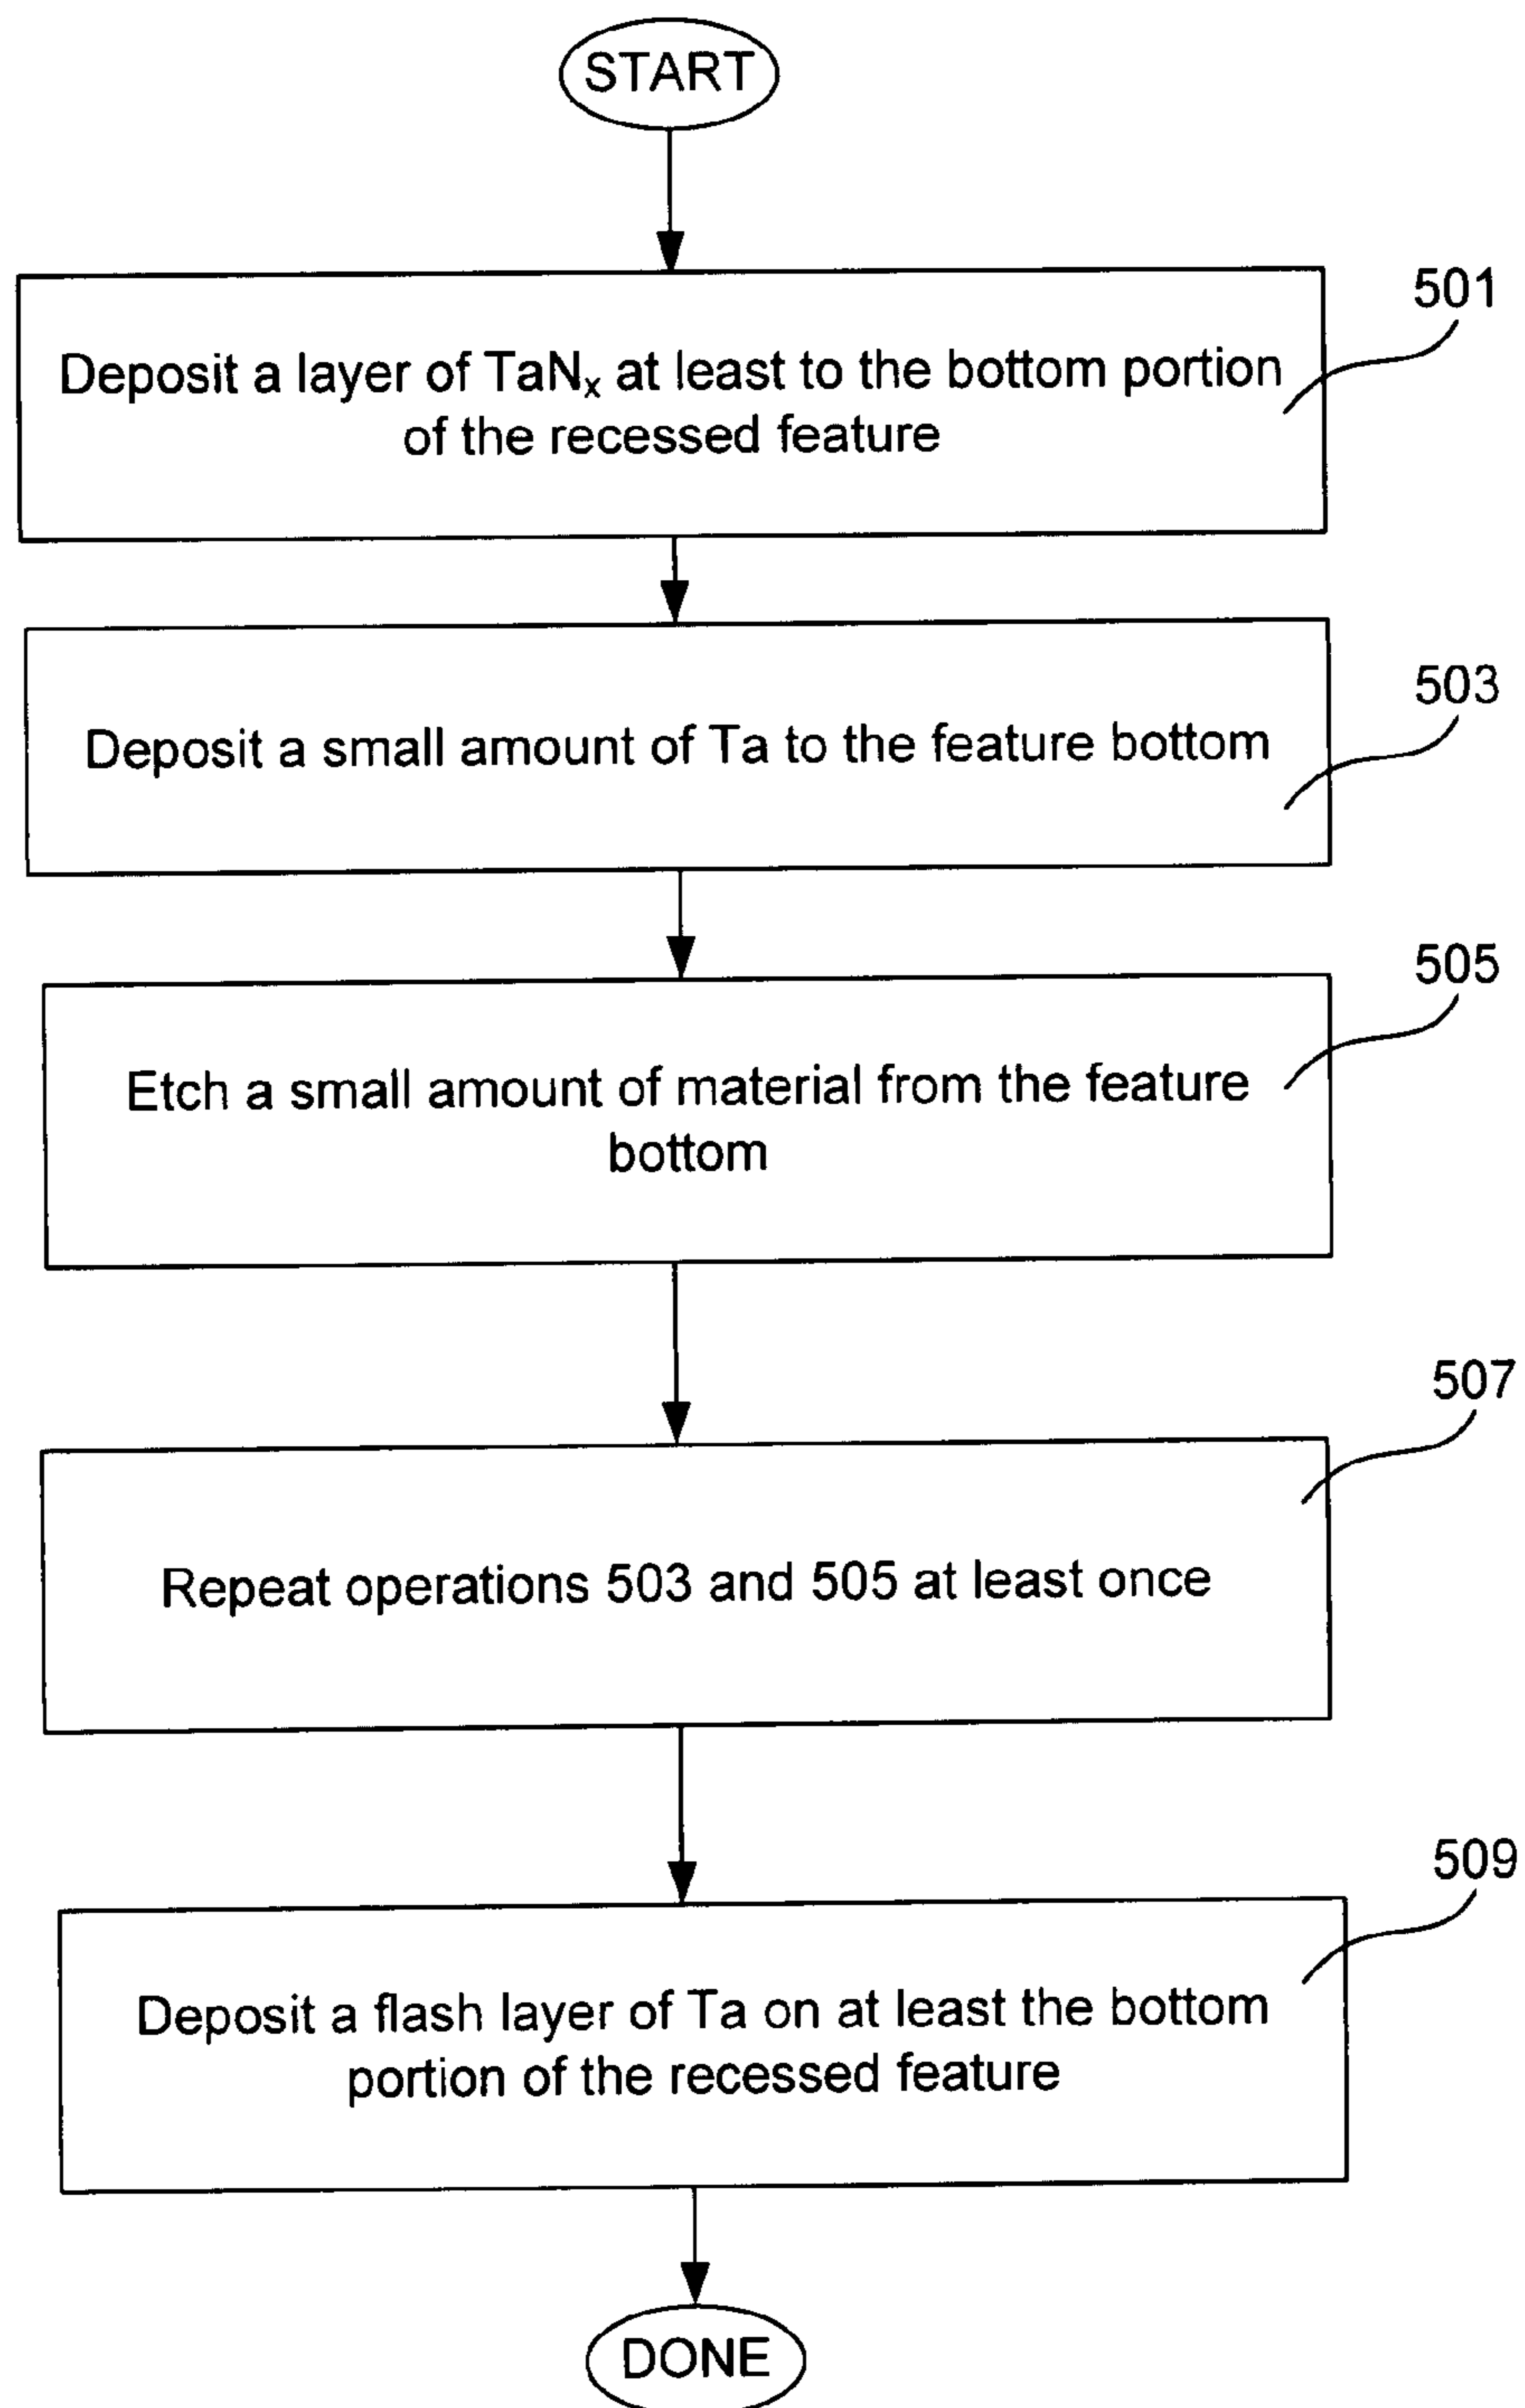 START
501
Deposit a layer of TaNₓ at least to the bottom portion
of the recessed feature
503
Deposit a small amount of Ta to the feature bottom
505
Etch a small amount of material from the feature
bottom
507
Repeat operations 503 and 505 at least once
509
Deposit a flash layer of Ta on at least the bottom
portion of the recessed feature
DONE